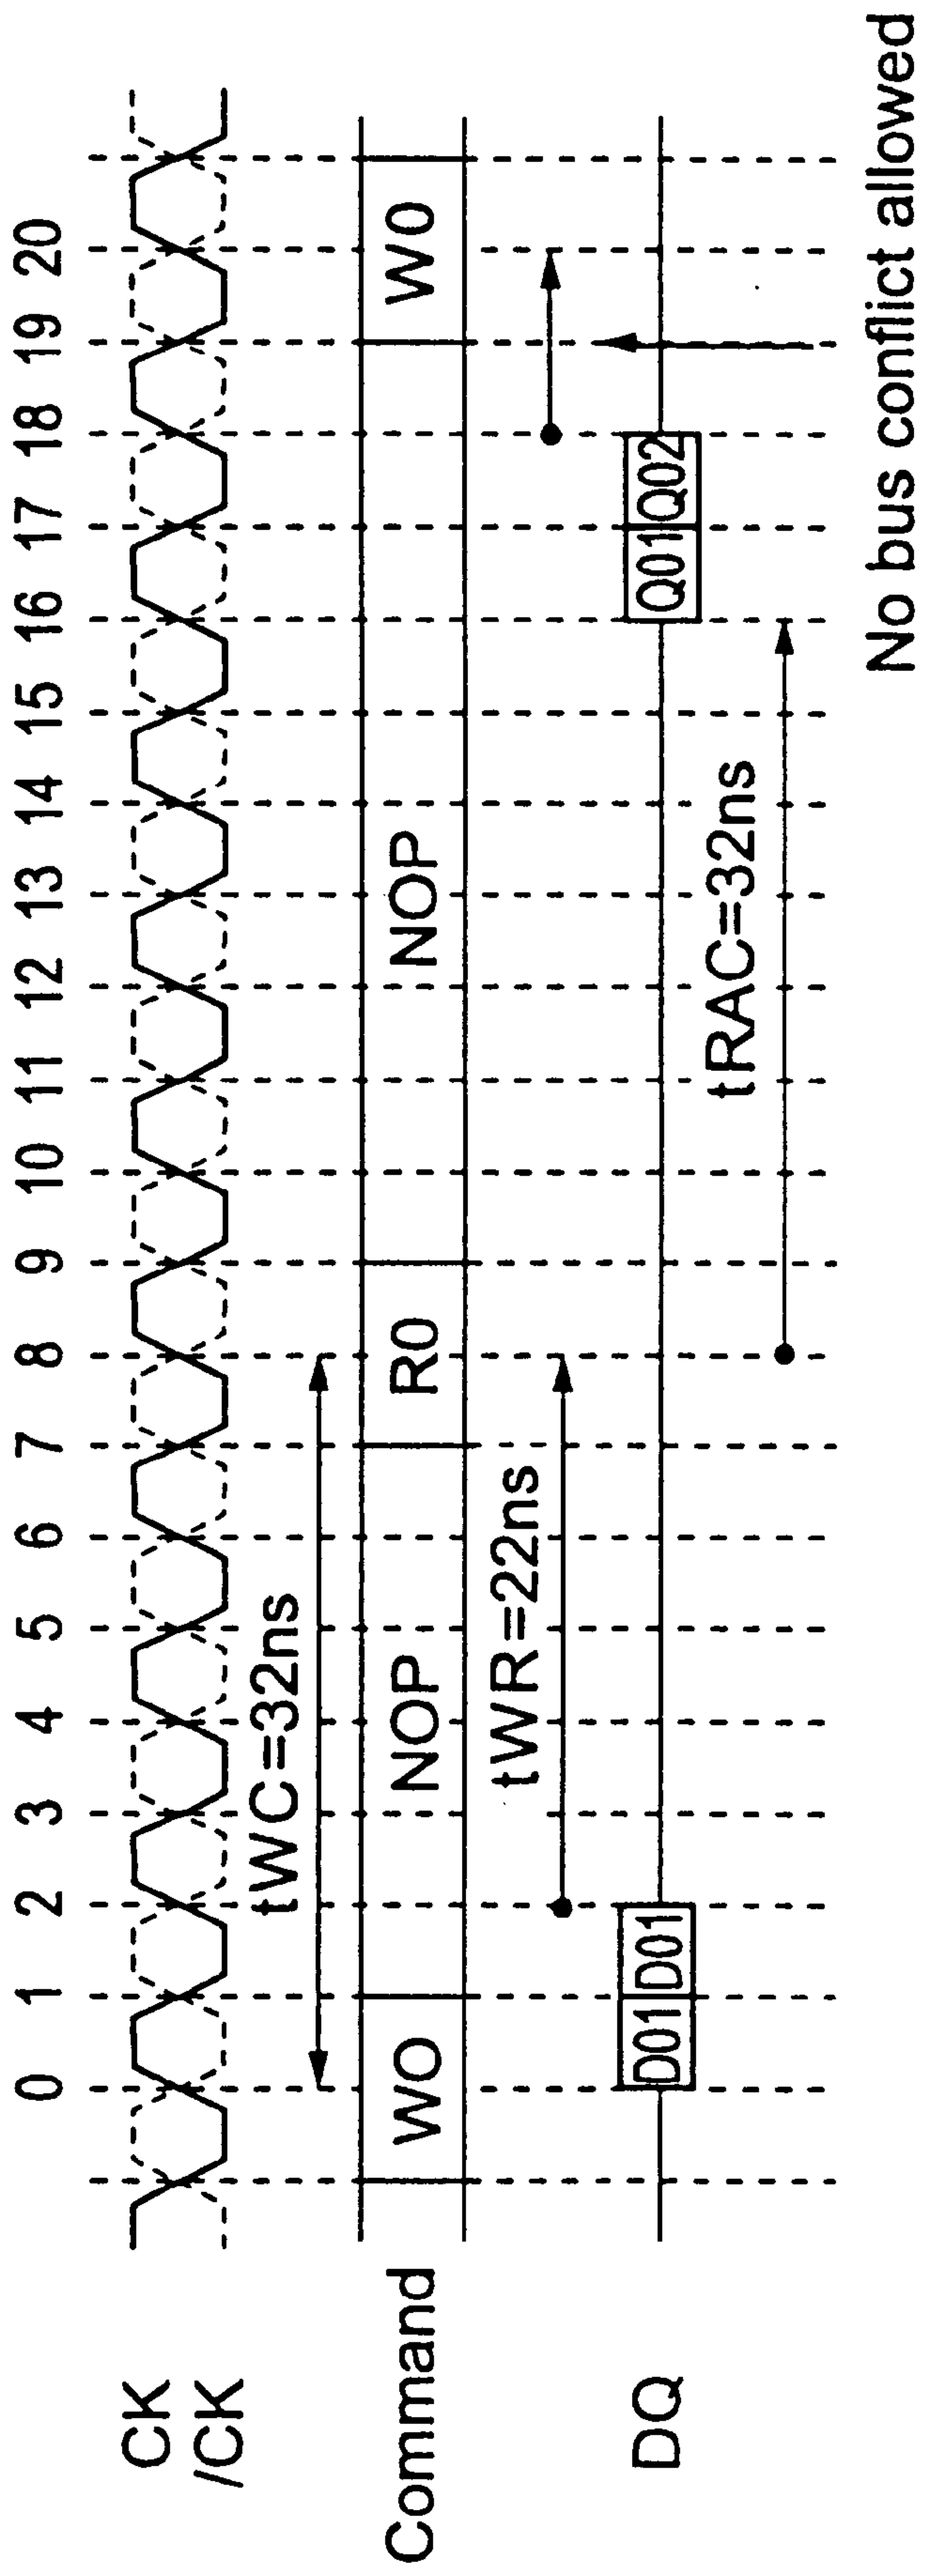 0 1 2 3 4 5 6 7 8 9 10 11 12 13 14 15 16 17 18 19 20
CK
/CK
tWC=32ns
Command WO NOP R0 NOP W0
tWR=22ns
DQ D01 D01 Q01 Q02
tRAC=32ns
No bus conflict allowed